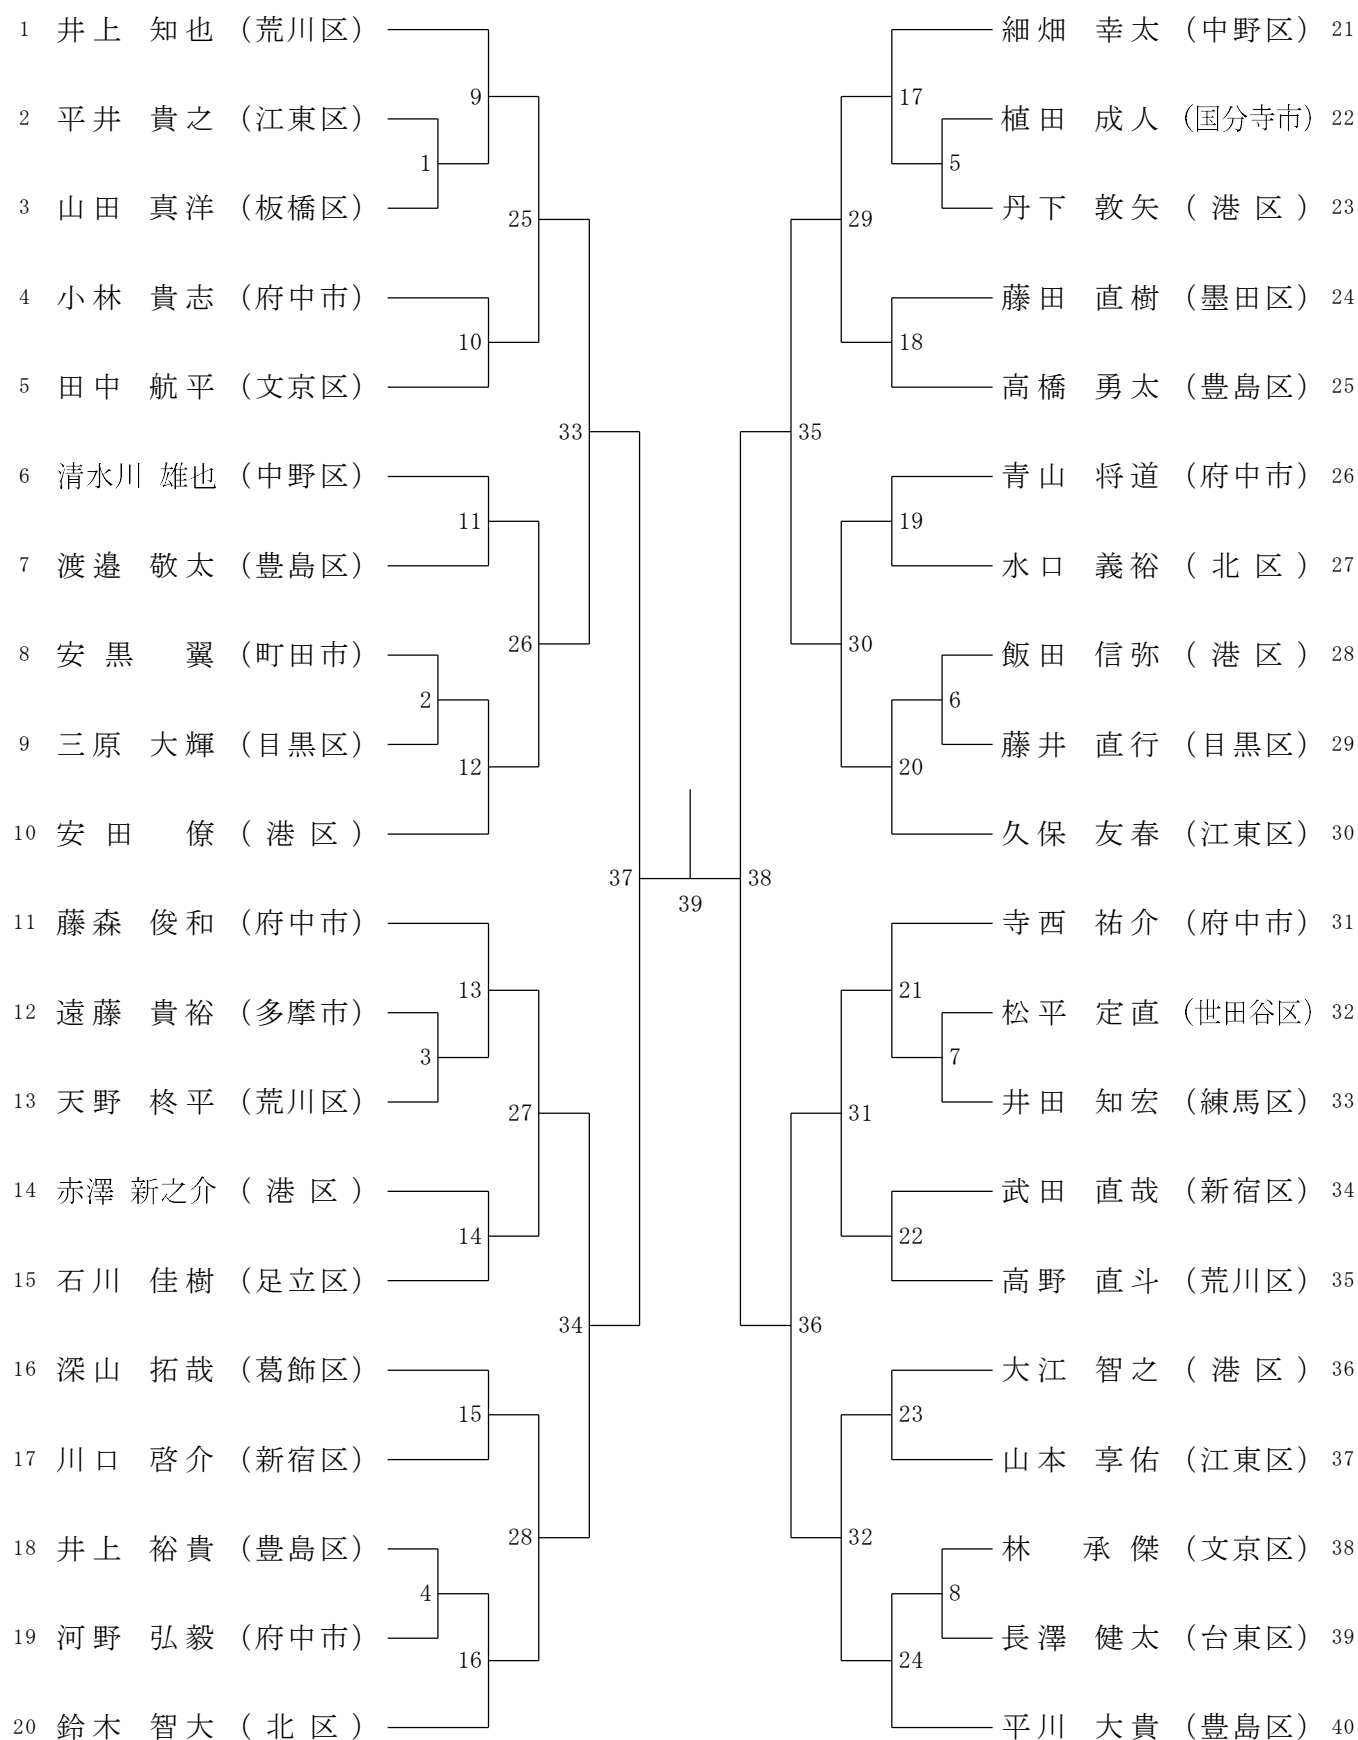 1 井上 知也 (荒川区)
2 平井 貴之 (江東区)
3 山田 真洋 (板橋区)
4 小林 貴志 (府中市)
5 田中 航平 (文京区)
6 清水川 雄也 (中野区)
7 渡邉 敬太 (豊島区)
8 安黒 翼 (町田市)
9 三原 大輝 (目黒区)
10 安田 僚 (港区)
11 藤森 俊和 (府中市)
12 遠藤 貴裕 (多摩市)
13 天野 柊平 (荒川区)
14 赤澤 新之介 (港区)
15 石川 佳樹 (足立区)
16 深山 拓哉 (葛飾区)
17 川口 啓介 (新宿区)
18 井上 裕貴 (豊島区)
19 河野 弘毅 (府中市)
20 鈴木 智大 (北区)
1
2
3
4
9
10
11
12
13
14
15
16
25
26
27
28
33
34
37
39
38
35
36
29
30
31
32
17
18
19
20
21
22
23
24
5
6
7
8
細畑 幸太 (中野区) 21
植田 成人 (国分寺市) 22
丹下 敦矢 (港区) 23
藤田 直樹 (墨田区) 24
高橋 勇太 (豊島区) 25
青山 将道 (府中市) 26
水口 義裕 (北区) 27
飯田 信弥 (港区) 28
藤井 直行 (目黒区) 29
久保 友春 (江東区) 30
寺西 祐介 (府中市) 31
松平 定直 (世田谷区) 32
井田 知宏 (練馬区) 33
武田 直哉 (新宿区) 34
高野 直斗 (荒川区) 35
大江 智之 (港区) 36
山本 享佑 (江東区) 37
林 承傑 (文京区) 38
長澤 健太 (台東区) 39
平川 大貴 (豊島区) 40